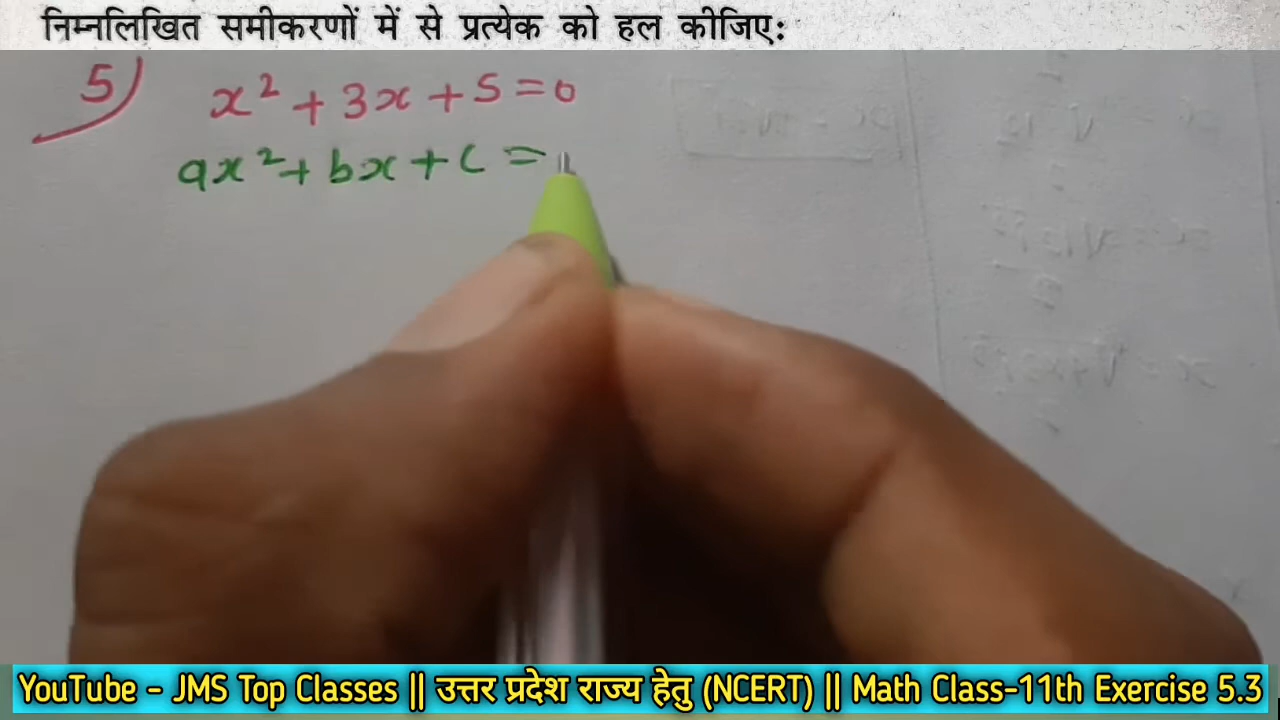 निम्नलिखित समीकरणों में से प्रत्येक को हल कीजिए:
5) x² + 3x + 5 = 0
ax² + bx + c =
YouTube - JMS Top Classes || उत्तर प्रदेश राज्य हेतु (NCERT) || Math Class-11th Exercise 5.3